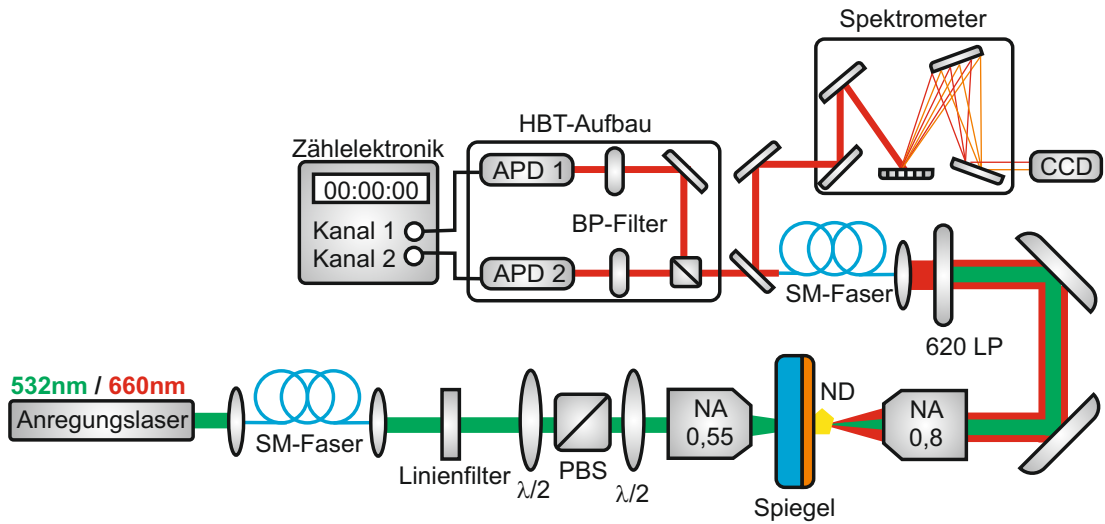 Spektrometer
HBT-Aufbau
Zählelektronik
00:00:00
Kanal 1
Kanal 2
APD 1
BP-Filter
APD 2
CCD
SM-Faser
620 LP
532nm / 660nm
Anregungslaser
SM-Faser
Linienfilter
λ/2
PBS
λ/2
NA
0,55
ND
Spiegel
NA
0,8